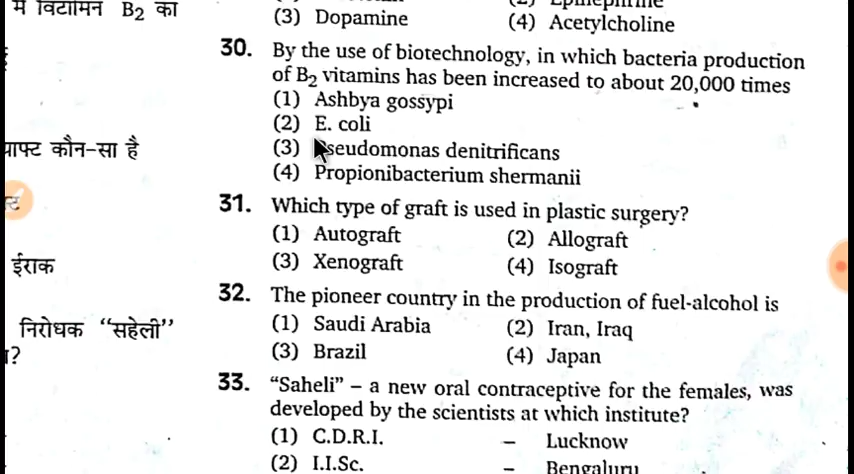 में विटामिन B2 का
(3) Dopamine (4) Acetylcholine
30. By the use of biotechnology, in which bacteria production
of B2 vitamins has been increased to about 20,000 times
(1) Ashbya gossypi
(2) E. coli
(3) Pseudomonas denitrificans
(4) Propionibacterium shermanii
कौन-सा है
31. Which type of graft is used in plastic surgery?
(1) Autograft (2) Allograft
ईराक (3) Xenograft (4) Isograft
32. The pioneer country in the production of fuel-alcohol is
निरोधक "सहेली" (1) Saudi Arabia (2) Iran, Iraq
(3) Brazil (4) Japan
33. "Saheli" – a new oral contraceptive for the females, was
developed by the scientists at which institute?
(1) C.D.R.I. – Lucknow
(2) I.I.Sc. – Bengaluru